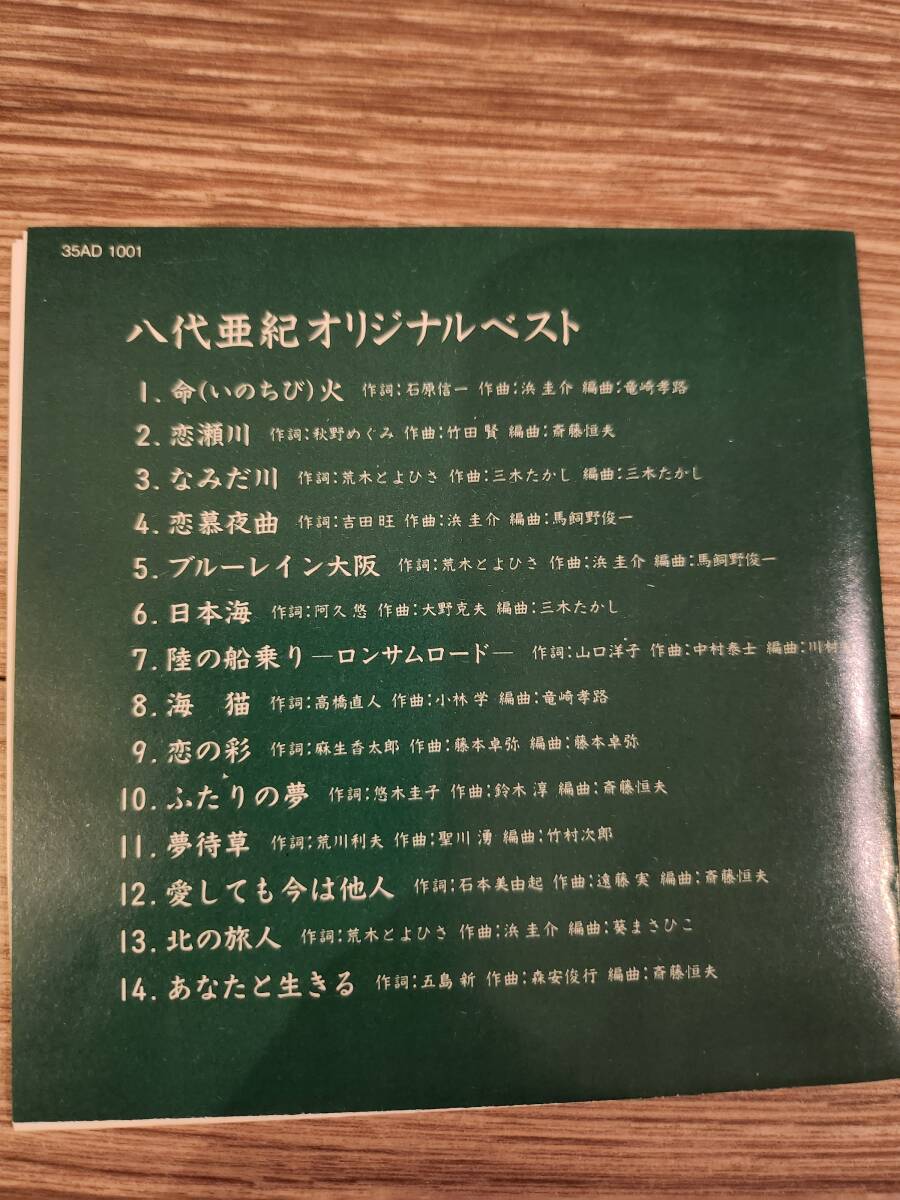 35AD 1001
八代亜紀オリジナルベスト
1. 命(いのちび)火 作詞:石原信一 作曲:浜 圭介 編曲:竜崎孝路
2. 恋瀬川 作詞:秋野めぐみ 作曲:竹田 賢 編曲:斎藤恒夫
3. なみだ川 作詞:荒木とよひさ 作曲:三木たかし 編曲:三木たかし
4. 恋慕夜曲 作詞:吉田 旺 作曲:浜 圭介 編曲:馬飼野俊一
5. ブルーレイン大阪 作詞:荒木とよひさ 作曲:浜 圭介 編曲:馬飼野俊一
6. 日本海 作詞:阿久 悠 作曲:大野克夫 編曲:三木たかし
7. 陸の船乗り —ロンサムロード— 作詞:山口洋子 作曲:中村泰士 編曲:川村
8. 海 猫 作詞:高橋直人 作曲:小林 学 編曲:竜崎孝路
9. 恋の彩 作詞:麻生香太郎 作曲:藤本卓弥 編曲:藤本卓弥
10. ふたりの夢 作詞:悠木圭子 作曲:鈴木 淳 編曲:斎藤恒夫
11. 夢待草 作詞:荒川利夫 作曲:聖川 湧 編曲:竹村次郎
12. 愛しても今は他人 作詞:石本美由起 作曲:遠藤 実 編曲:斎藤恒夫
13. 北の旅人 作詞:荒木とよひさ 作曲:浜 圭介 編曲:葵まさひこ
14. あなたと生きる 作詞:五島 新 作曲:森安俊行 編曲:斎藤恒夫